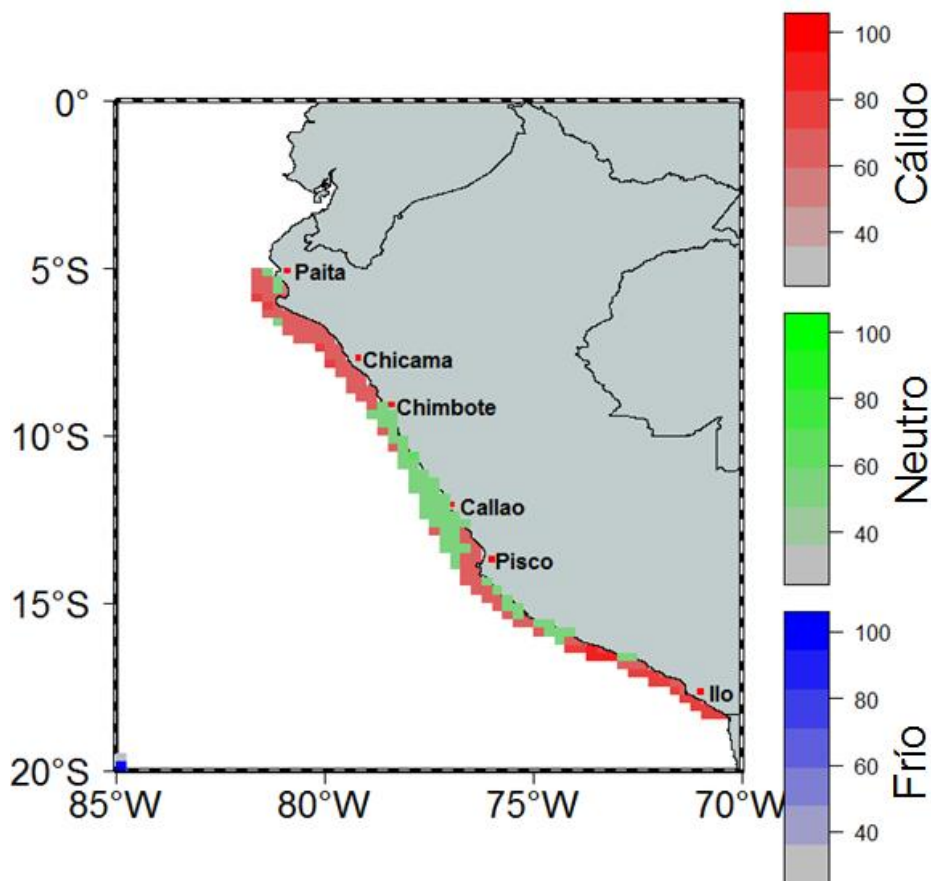 0°
5°S
10°S
15°S
20°S
85°W
80°W
75°W
70°W
Paita
Chicama
Chimbote
Callao
Pisco
Ilo
100
80
60
40
Cálido
100
80
60
40
Neutro
100
80
60
40
Frío